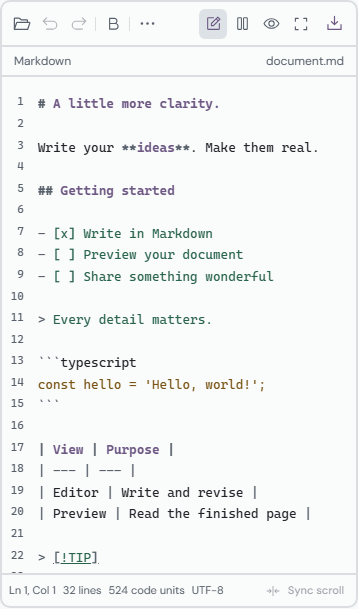 B
Markdown document.md
1 # A little more clarity.
2
3 Write your **ideas**. Make them real.
4
5 ## Getting started
6
7 - [x] Write in Markdown
8 - [ ] Preview your document
9 - [ ] Share something wonderful
10
11 > Every detail matters.
12
13 ```typescript
14 const hello = 'Hello, world!';
15 ```
16
17 | View | Purpose |
18 | --- | --- |
19 | Editor | Write and revise |
20 | Preview | Read the finished page |
21
22 > [!TIP]
Ln 1, Col 1 32 lines 524 code units UTF-8 Sync scroll